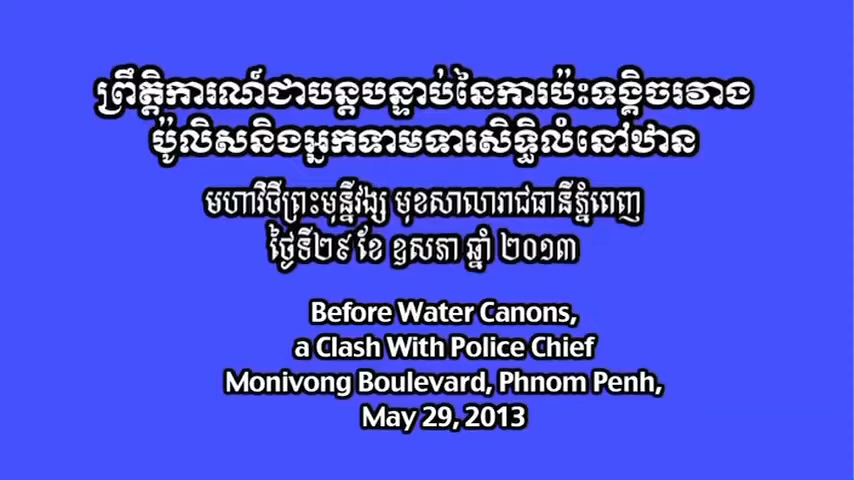 ព្រឹត្តិការណ៍ជាបន្តបន្ទាប់នៃការប៉ះទង្គិចរវាង
ប៉ូលិសនិងអ្នកទាមទារសិទ្ធិលំនៅឋាន
មហាវិថីព្រះមុន្នីវង្ស មុខសាលារាជធានីភ្នំពេញ
ថ្ងៃទី២៩ ខែ ឧសភា ឆ្នាំ ២០១៣
Before Water Canons,
a Clash With Police Chief
Monivong Boulevard, Phnom Penh,
May 29, 2013